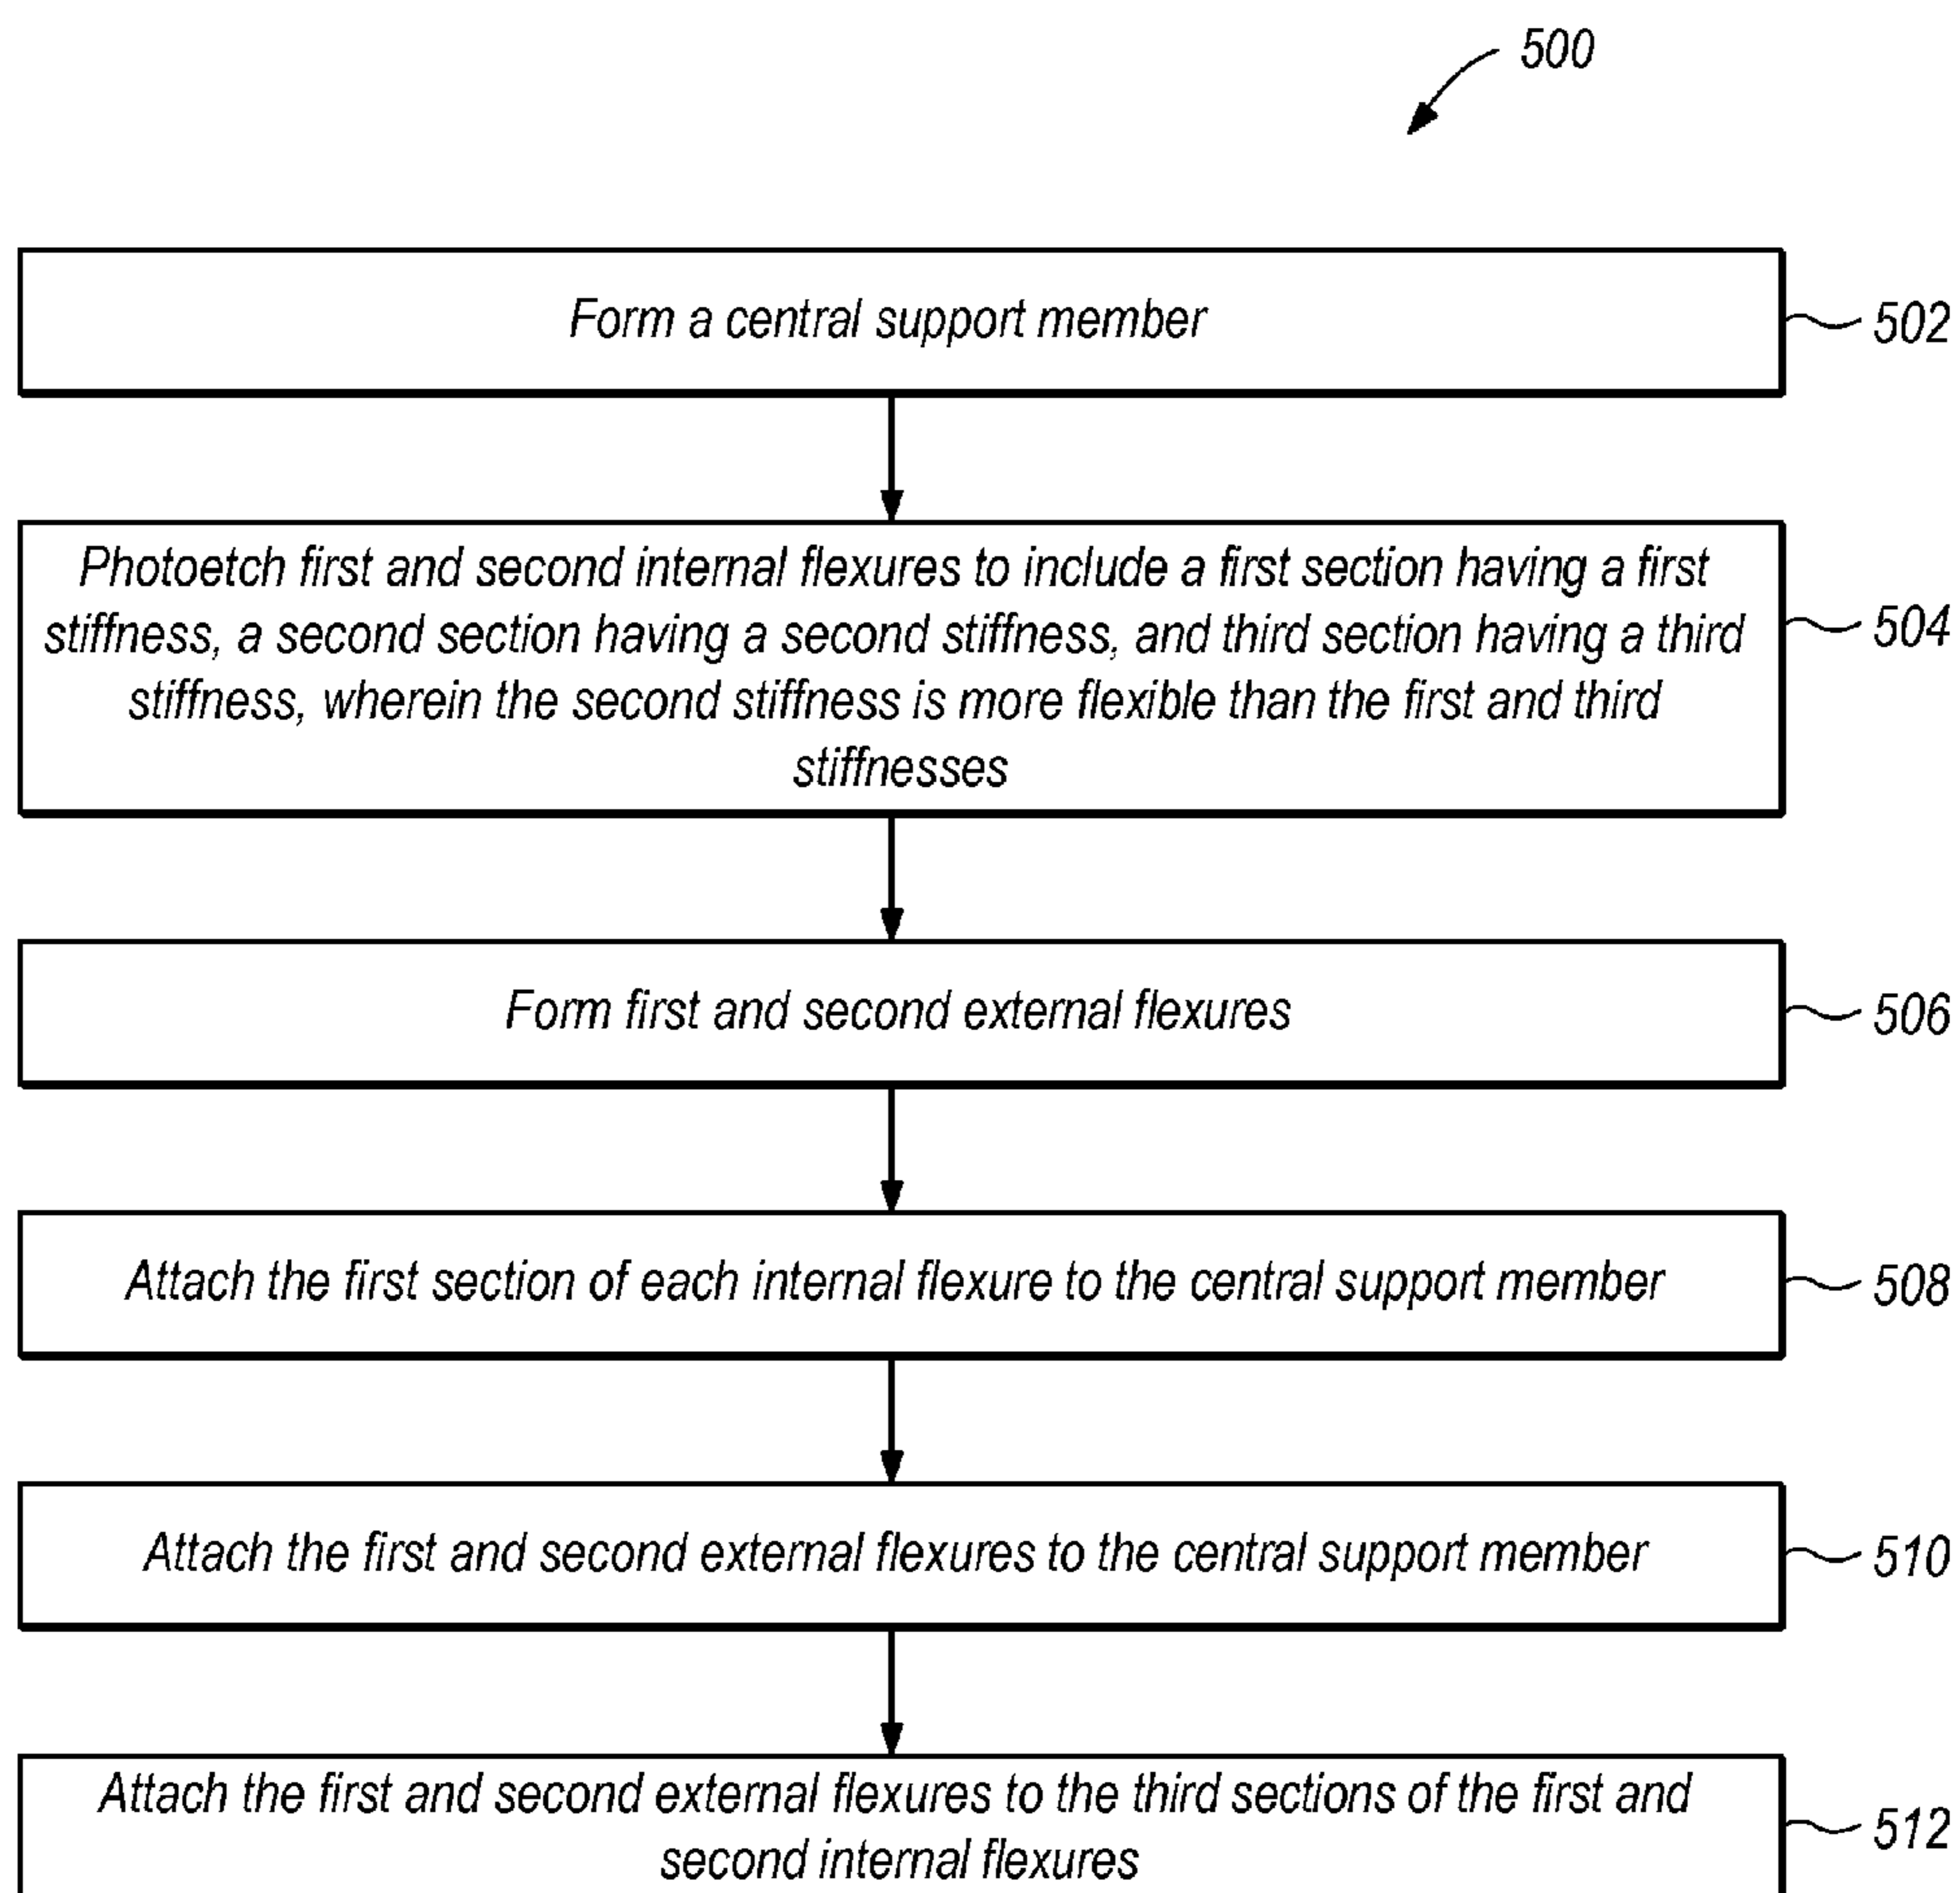 500
Form a central support member
502
Photoetch first and second internal flexures to include a first section having a first
stiffness, a second section having a second stiffness, and third section having a third
stiffness, wherein the second stiffness is more flexible than the first and third
stiffnesses
504
Form first and second external flexures
506
Attach the first section of each internal flexure to the central support member
508
Attach the first and second external flexures to the central support member
510
Attach the first and second external flexures to the third sections of the first and
second internal flexures
512